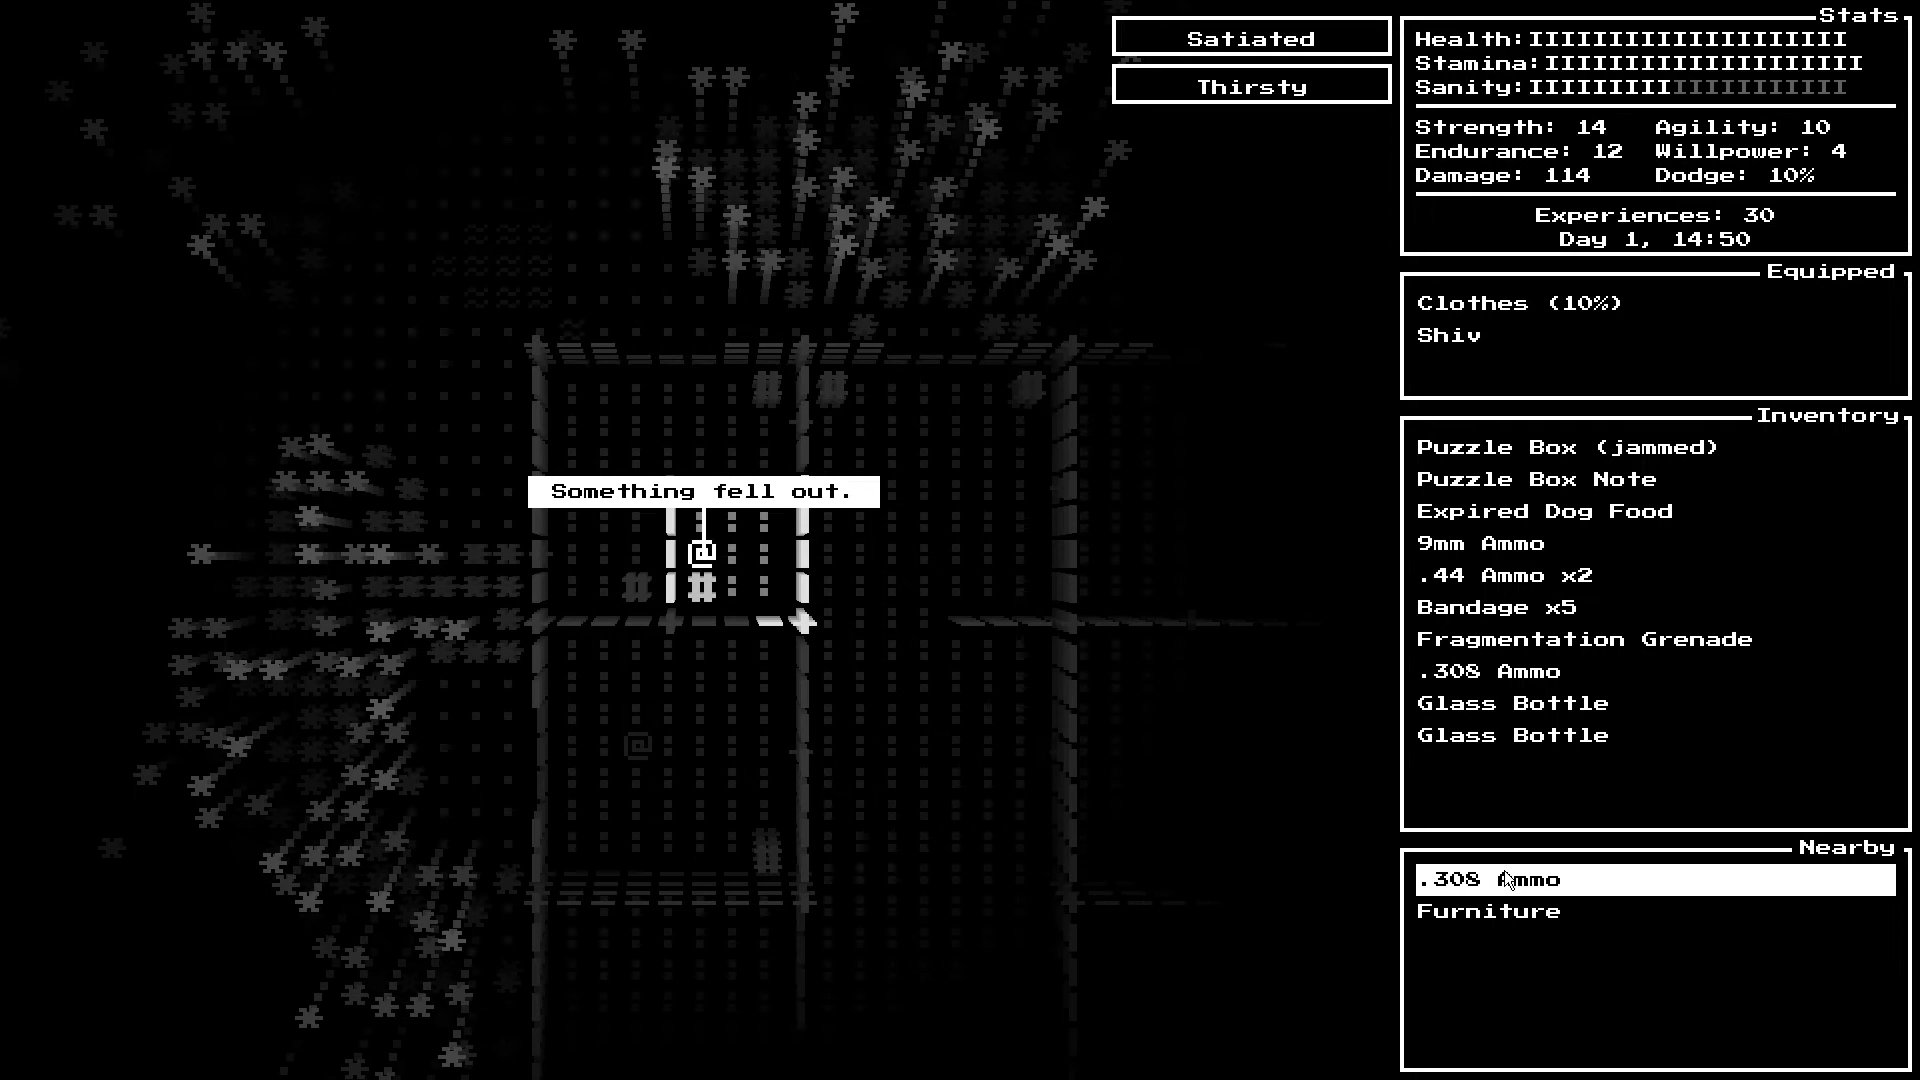 Satiated
Thirsty
Something fell out.
Stats
Health:IIIIIIIIIIIIIIIIIIII
Stamina:IIIIIIIIIIIIIIIIIIII
Sanity:IIIIIIIIIIIIIIIIIIII
Strength: 14 Agility: 10
Endurance: 12 Willpower: 4
Damage: 114 Dodge: 10%
Experiences: 30
Day 1, 14:50
Equipped
Clothes (10%)
Shiv
Inventory
Puzzle Box (jammed)
Puzzle Box Note
Expired Dog Food
9mm Ammo
.44 Ammo x2
Bandage x5
Fragmentation Grenade
.308 Ammo
Glass Bottle
Glass Bottle
Nearby
.308 Ammo
Furniture